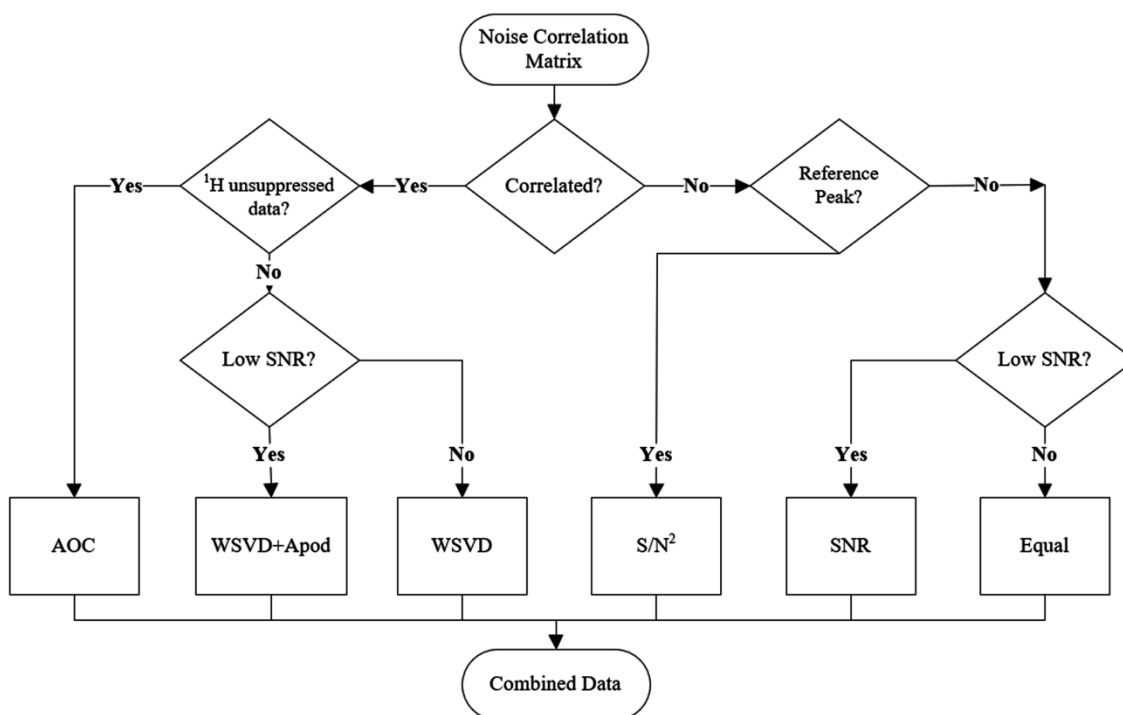 Noise Correlation
Matrix
Yes
¹H unsuppressed
data?
Yes
Correlated?
No
Reference
Peak?
No
No
Low SNR?
Low SNR?
Yes
No
Yes
Yes
No
AOC
WSVD+Apod
WSVD
S/N²
SNR
Equal
Combined Data